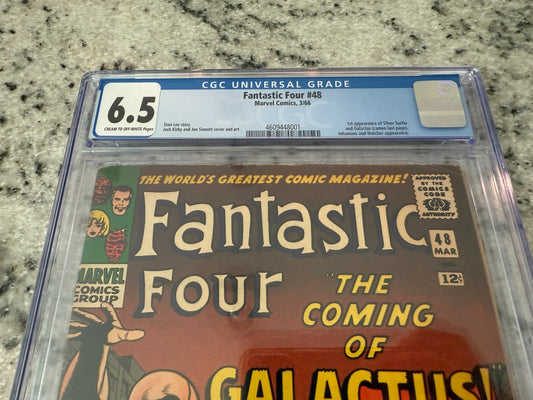 CGC UNIVERSAL GRADE
6.5
CREAM TO OFF-WHITE Pages
Fantastic Four #48
Marvel Comics, 3/66
Stan Lee story
Jack Kirby and Joe Sinnott cover and art
4609448001
1st appearance of Silver Surfer
and Galactus (cameo last page).
Inhumans and Watcher appearance.
THE WORLD'S GREATEST COMIC MAGAZINE!
APPROVED
BY THE
COMICS
CODE
AUTHORITY
Fantastic
Four
48
MAR
12¢
MARVEL
COMICS
GROUP
"THE
COMING
OF
GALACTUS!